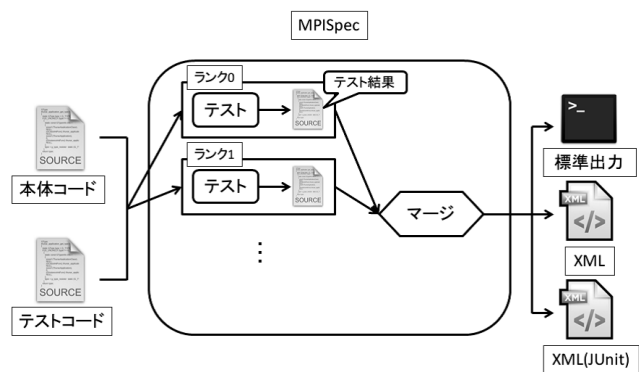 MPISpec
ランク0
テスト結果
テスト
SOURCE
ランク1
テスト
SOURCE
SOURCE
本体コード
SOURCE
テストコード
マージ
>_
標準出力
XML
</>
XML
XML
</>
XML(JUnit)